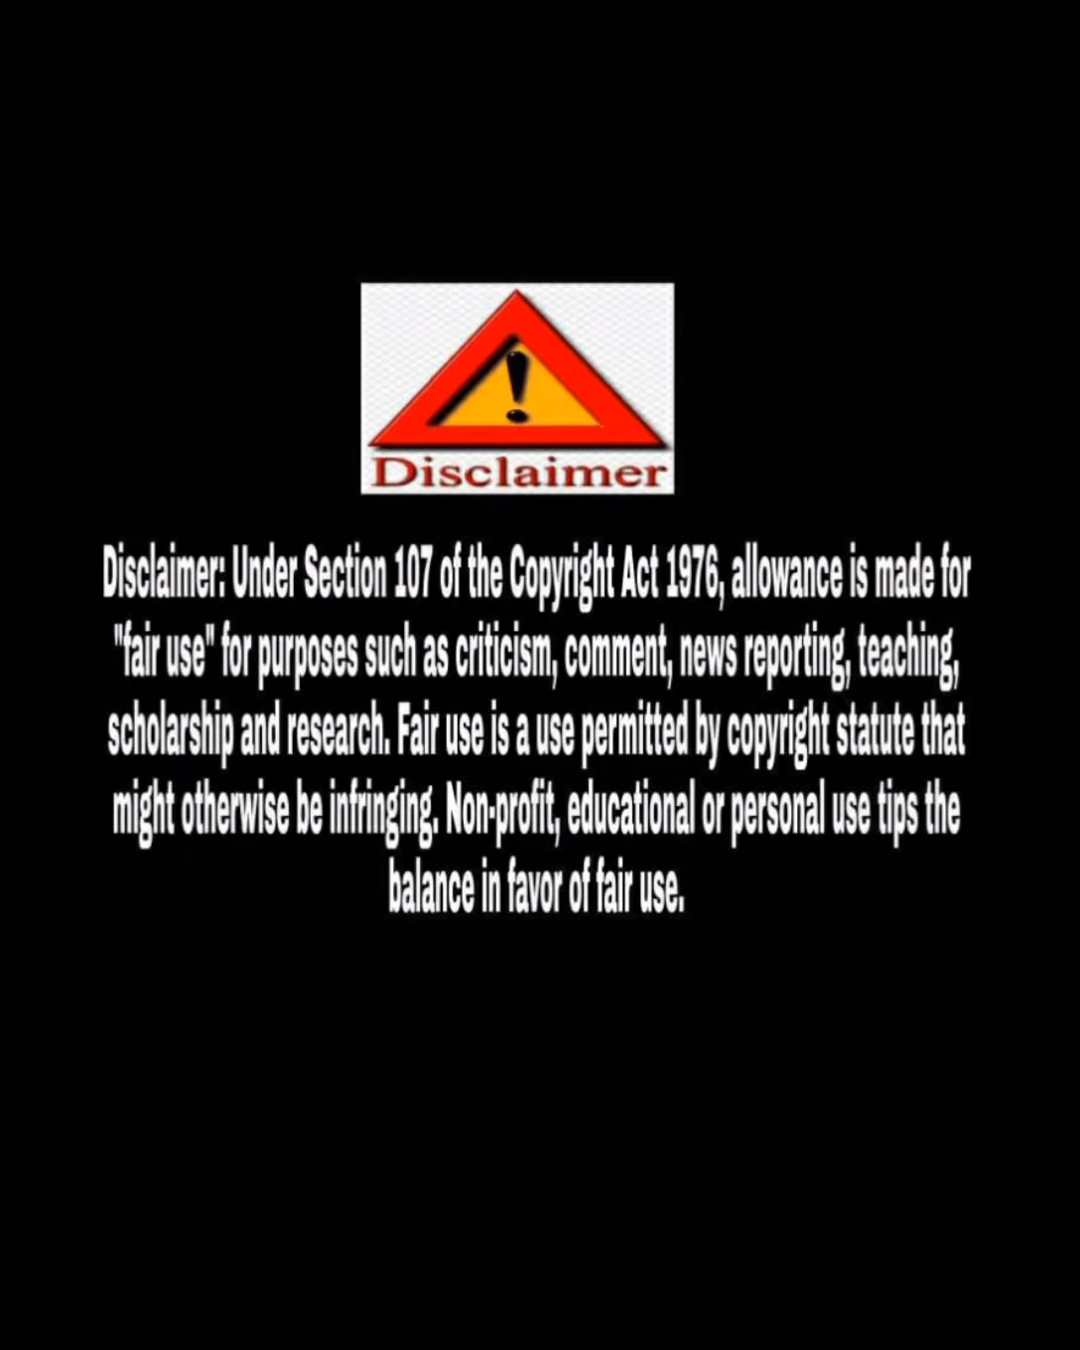 Disclaimer
Disclaimer: Under Section 107 of the Copyright Act 1976, allowance is made for
"fair use" for purposes such as criticism, comment, news reporting, teaching,
scholarship and research. Fair use is a use permitted by copyright statute that
might otherwise be infringing. Non-profit, educational or personal use tips the
balance in favor of fair use.